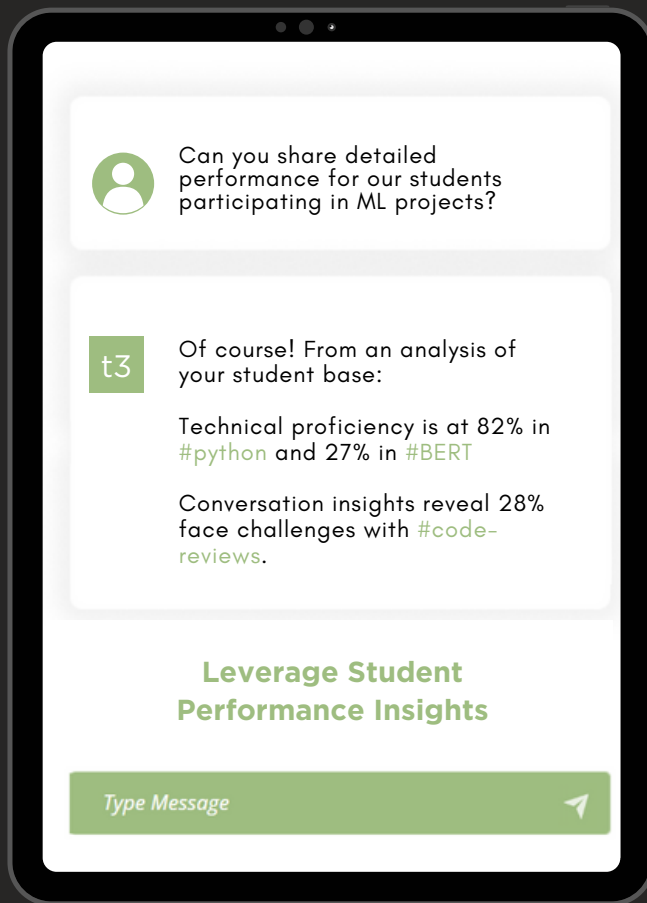 Can you share detailed
performance for our students
participating in ML projects?
t3
Of course! From an analysis of
your student base:
Technical proficiency is at 82% in
#python and 27% in #BERT
Conversation insights reveal 28%
face challenges with #code-
reviews.
Leverage Student
Performance Insights
Type Message